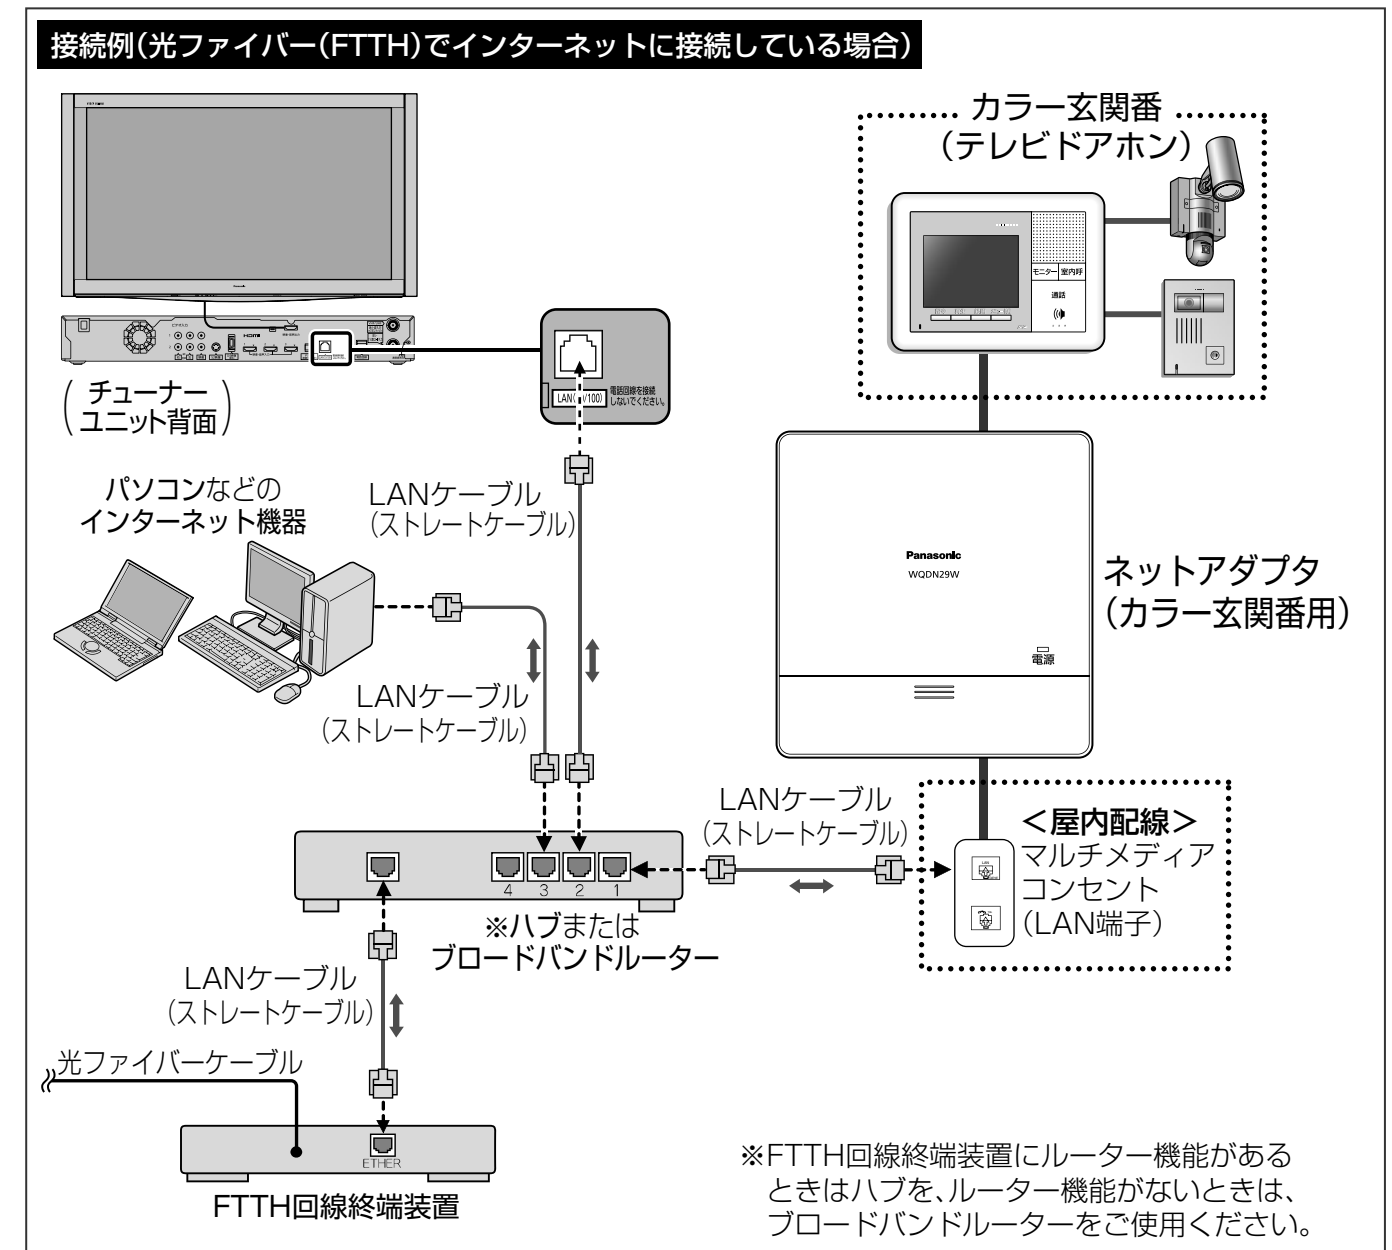 接続例(光ファイバー(FTTH)でインターネットに接続している場合)
カラー玄関番
(テレビドアホン)
モニター 室内呼
通話
HDMI
(チューナー
ユニット背面)
LAN(10/100)
電話回線を接続
しないでください。
パソコンなどの
インターネット機器
LANケーブル
(ストレートケーブル)
Panasonic
WQDN29W
電源
ネットアダプタ
(カラー玄関番用)
LANケーブル
(ストレートケーブル)
LANケーブル
(ストレートケーブル)
<屋内配線>
マルチメディア
コンセント
(LAN端子)
4 3 2 1
※ハブまたは
ブロードバンドルーター
LANケーブル
(ストレートケーブル)
光ファイバーケーブル
ETHER
FTTH回線終端装置
※FTTH回線終端装置にルーター機能がある
ときはハブを、ルーター機能がないときは、
ブロードバンドルーターをご使用ください。